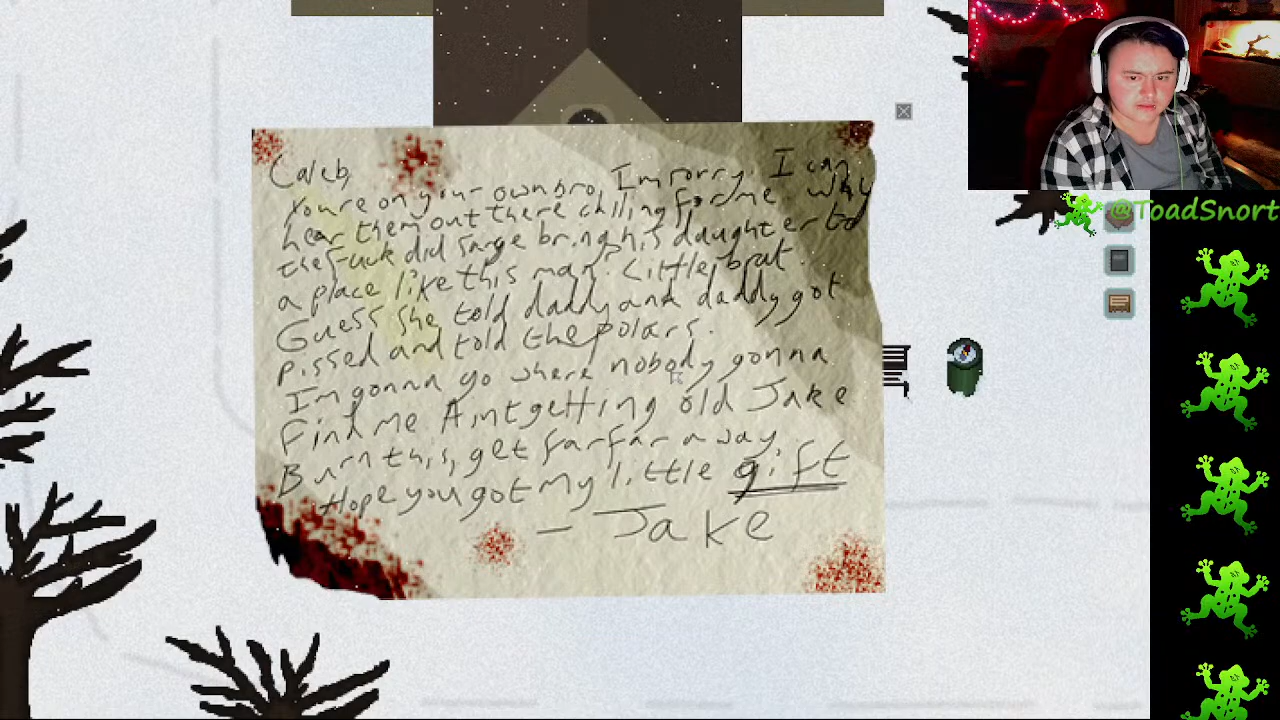 Caleb,
You're on your own bro, I'm sorry. I can
hear them out there chilling for me why
the fuck did sarge bring his daughter to
a place like this man? Little brat.
Guess she told daddy and daddy got
pissed and told the polars.
I'm gonna go where nobody gonna
find me Aint getting old Jake
Burn this, get far far away
Hope you got my little gift
- Jake
@ToadSnort